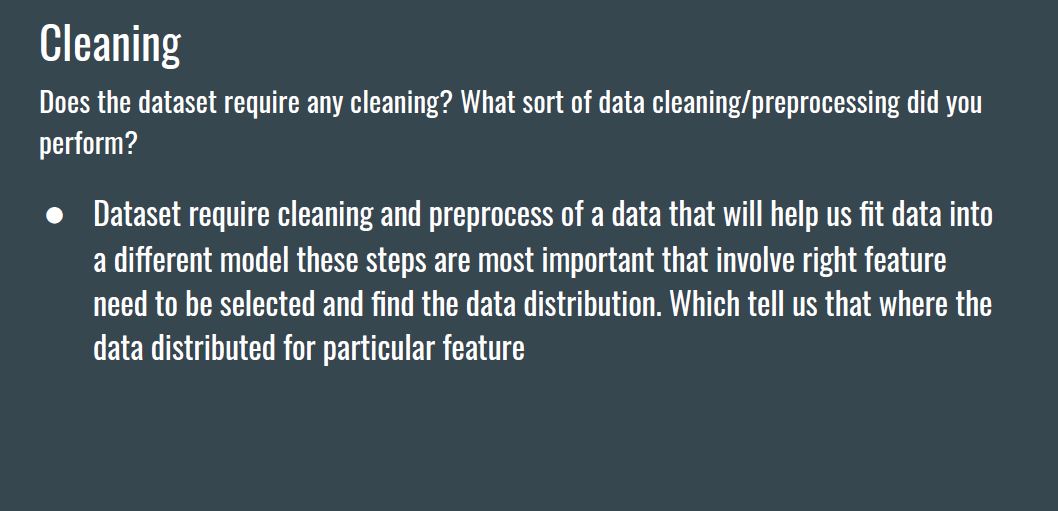 Cleaning
Does the dataset require any cleaning? What sort of data cleaning/preprocessing did you
perform?
● Dataset require cleaning and preprocess of a data that will help us fit data into
a different model these steps are most important that involve right feature
need to be selected and find the data distribution. Which tell us that where the
data distributed for particular feature